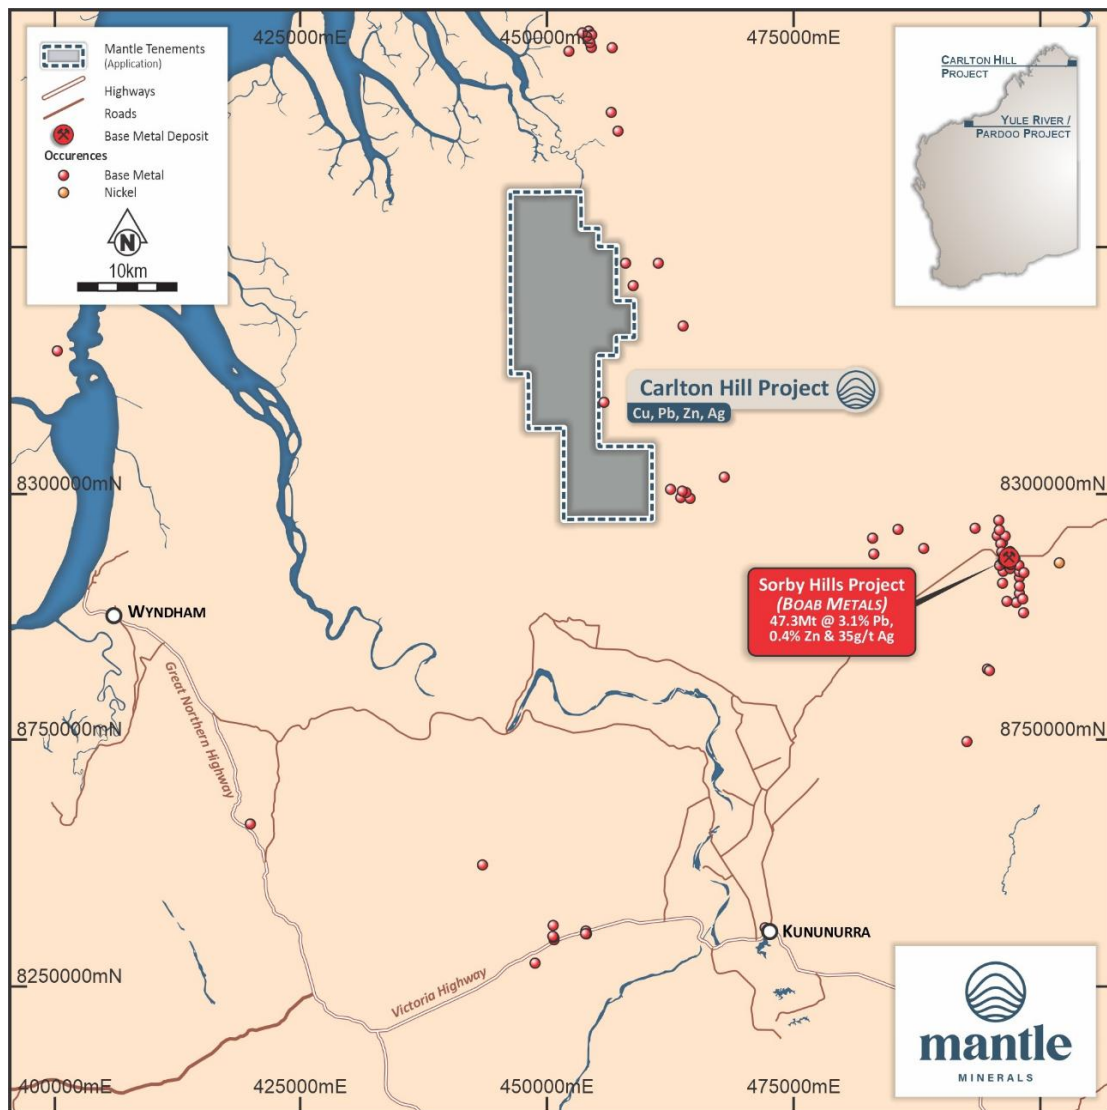 425000mE
450000mE
475000mE
Mantle Tenements
(Application)
Highways
Roads
Base Metal Deposit
Occurences
Base Metal
Nickel
N
10km
CARLTON HILL
PROJECT
YULE RIVER /
PARDOO PROJECT
Carlton Hill Project
Cu, Pb, Zn, Ag
8300000mN
8300000mN
Sorby Hills Project
(BOAB METALS)
47.3Mt @ 3.1% Pb,
0.4% Zn & 35g/t Ag
WYNDHAM
Great Northern Highway
8750000mN
8750000mN
KUNUNURRA
Victoria Highway
8250000mN
mantle
MINERALS
400000mE
425000mE
450000mE
475000mE